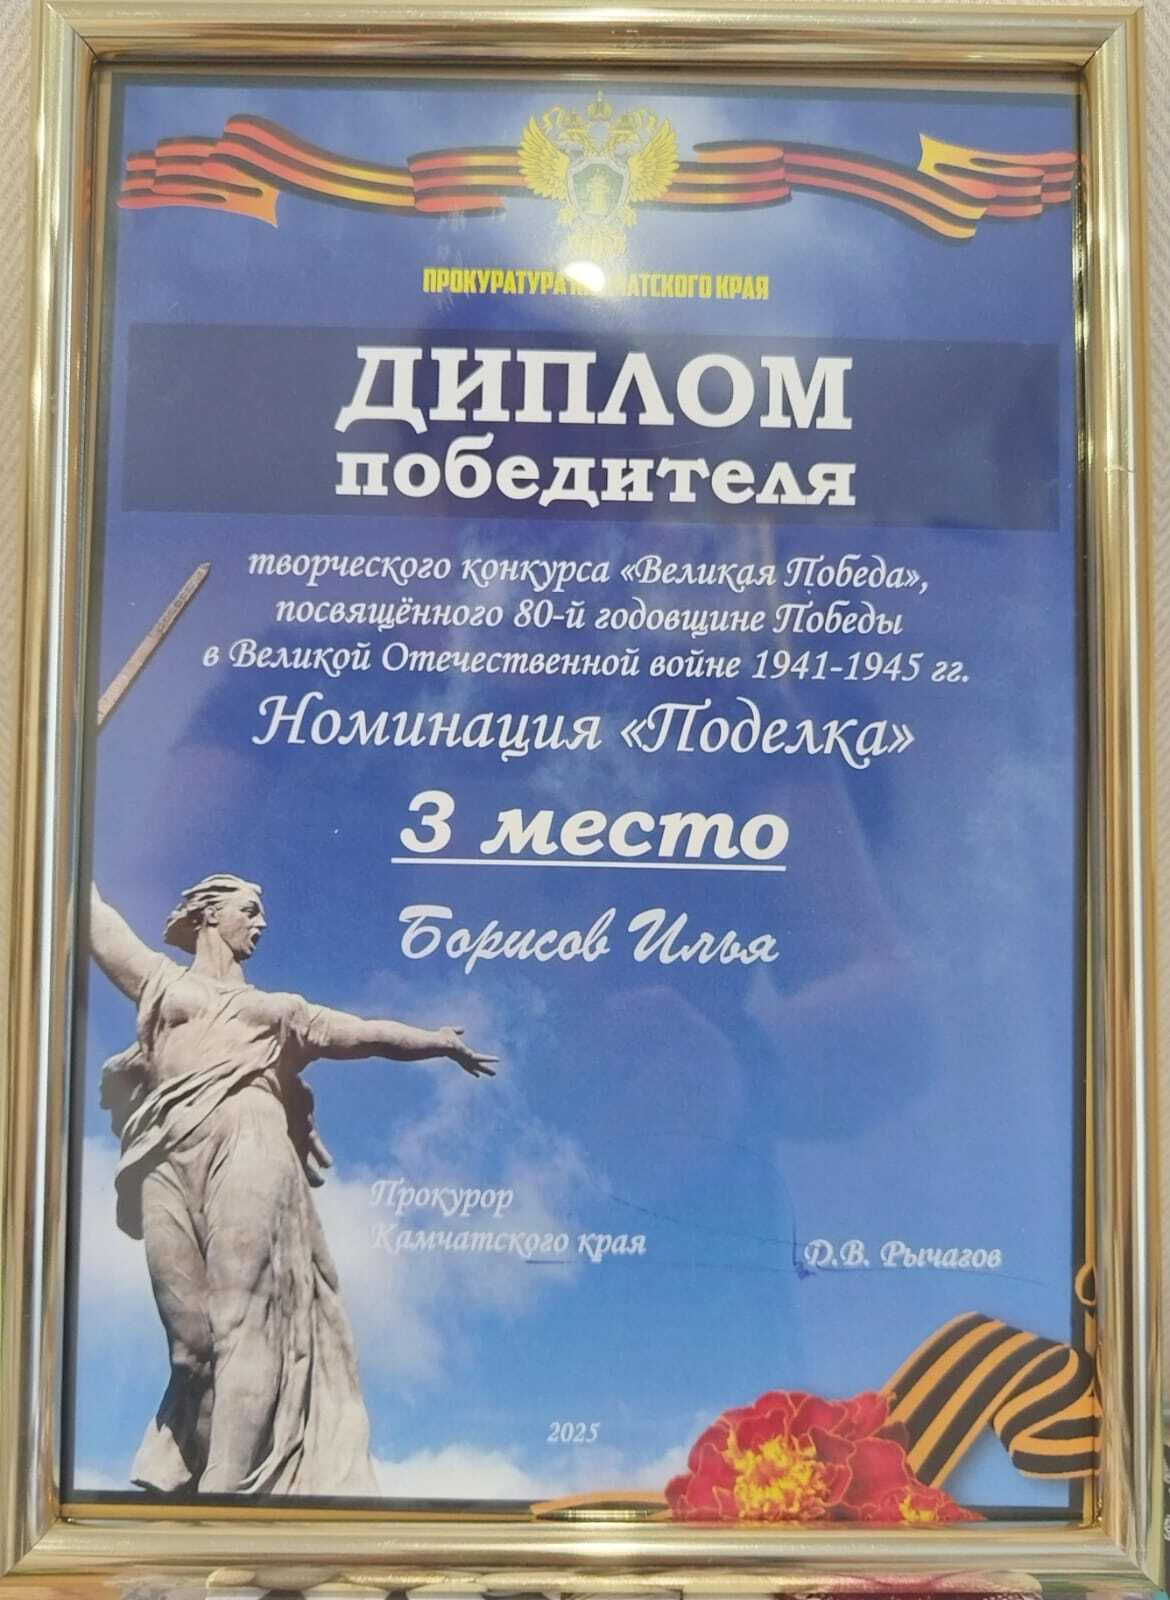 ПРОКУРАТУРА КАМЧАТСКОГО КРАЯ
ДИПЛОМ
победителя
творческого конкурса «Великая Победа»,
посвящённого 80-й годовщине Победы
в Великой Отечественной войне 1941-1945 гг.
Номинация «Поделка»
3 место
Борисов Илья
Прокурор
Камчатского края
Д.В. Рычагов
2025